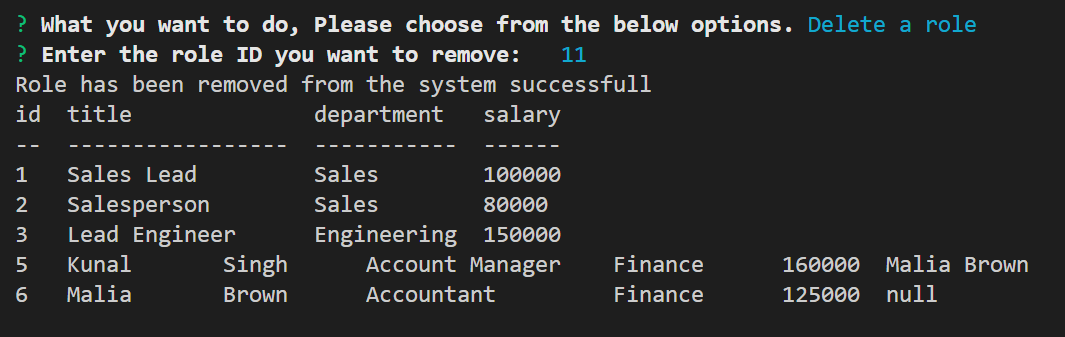 ? What you want to do, Please choose from the below options. Delete a role
? Enter the role ID you want to remove:   11
Role has been removed from the system successfull
id  title              department   salary
--  -----------------  -----------  ------
1   Sales Lead         Sales        100000
2   Salesperson        Sales        80000
3   Lead Engineer      Engineering  150000
5   Kunal       Singh      Account Manager    Finance      160000  Malia Brown
6   Malia       Brown      Accountant         Finance      125000  null